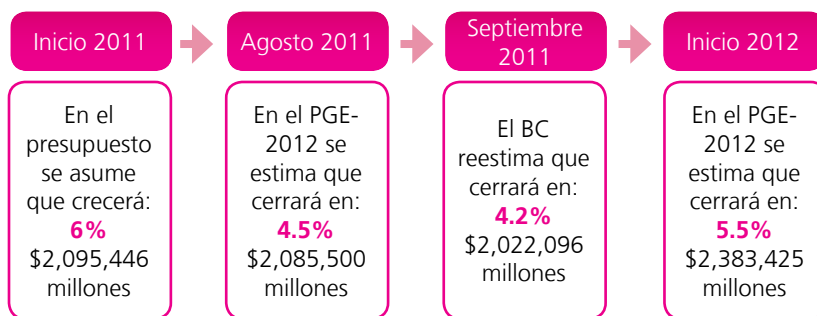 Inicio 2011
En el
presupuesto
se asume
que crecerá:
6%
$2,095,446
millones
Agosto 2011
En el PGE-
2012 se
estima que
cerrará en:
4.5%
$2,085,500
millones
Septiembre
2011
El BC
reestima que
cerrará en:
4.2%
$2,022,096
millones
Inicio 2012
En el PGE-
2012 se
estima que
cerrará en:
5.5%
$2,383,425
millones